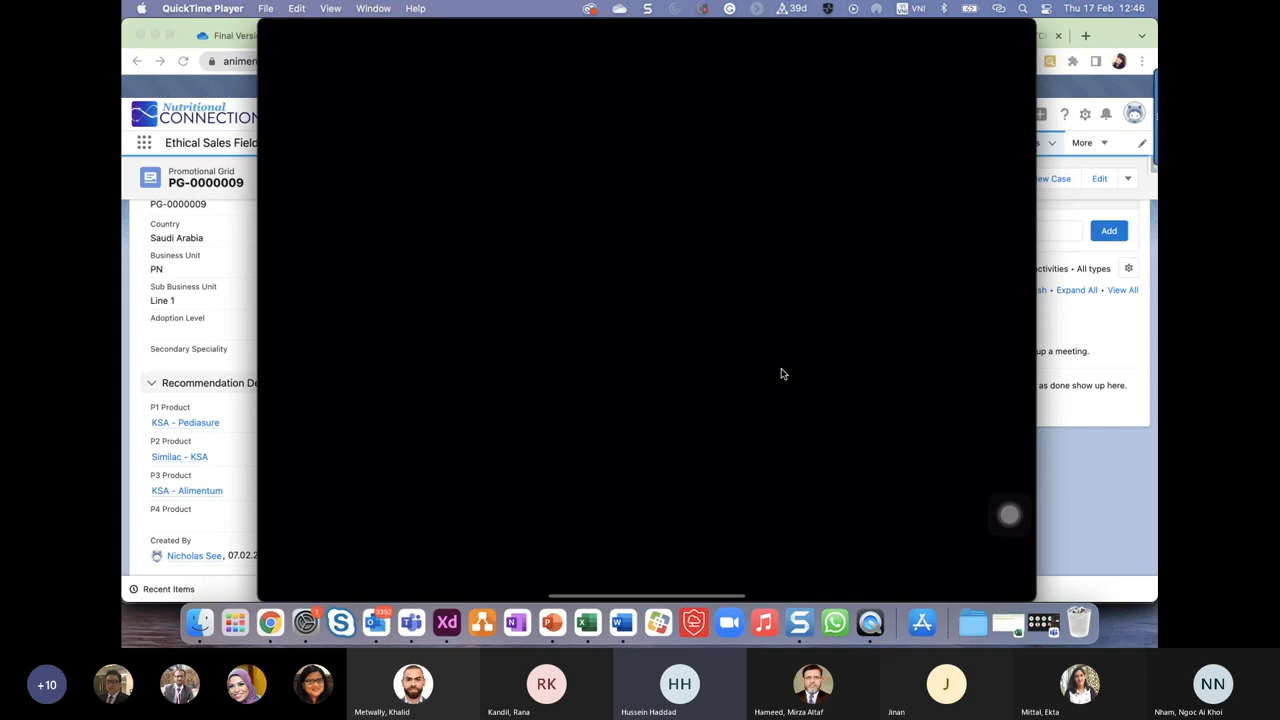 QuickTime Player File Edit View Window Help
39d VNI Thu 17 Feb 12:46
Final Versi
animen
Nutritional
CONNECTION
Ethical Sales Field
s More
Promotional Grid
PG-0000009
ew Case Edit
PG-0000009
Country
Saudi Arabia
Add
Business Unit
PN
ctivities • All types
Sub Business Unit
sh • Expand All • View All
Line 1
Adoption Level
Secondary Speciality
up a meeting.
Recommendation De
as done show up here.
P1 Product
KSA - Pediasure
P2 Product
Similac - KSA
P3 Product
KSA - Alimentum
P4 Product
Created By
Nicholas See, 07.02.2
Recent Items
1
3352
Xd
+10
RK
HH
J
NN
Metwally, Khalid
Kandil, Rana
Hussein Haddad
Hameed, Mirza Altaf
Jinan
Mittal, Ekta
Nham, Ngoc Ai Khoi